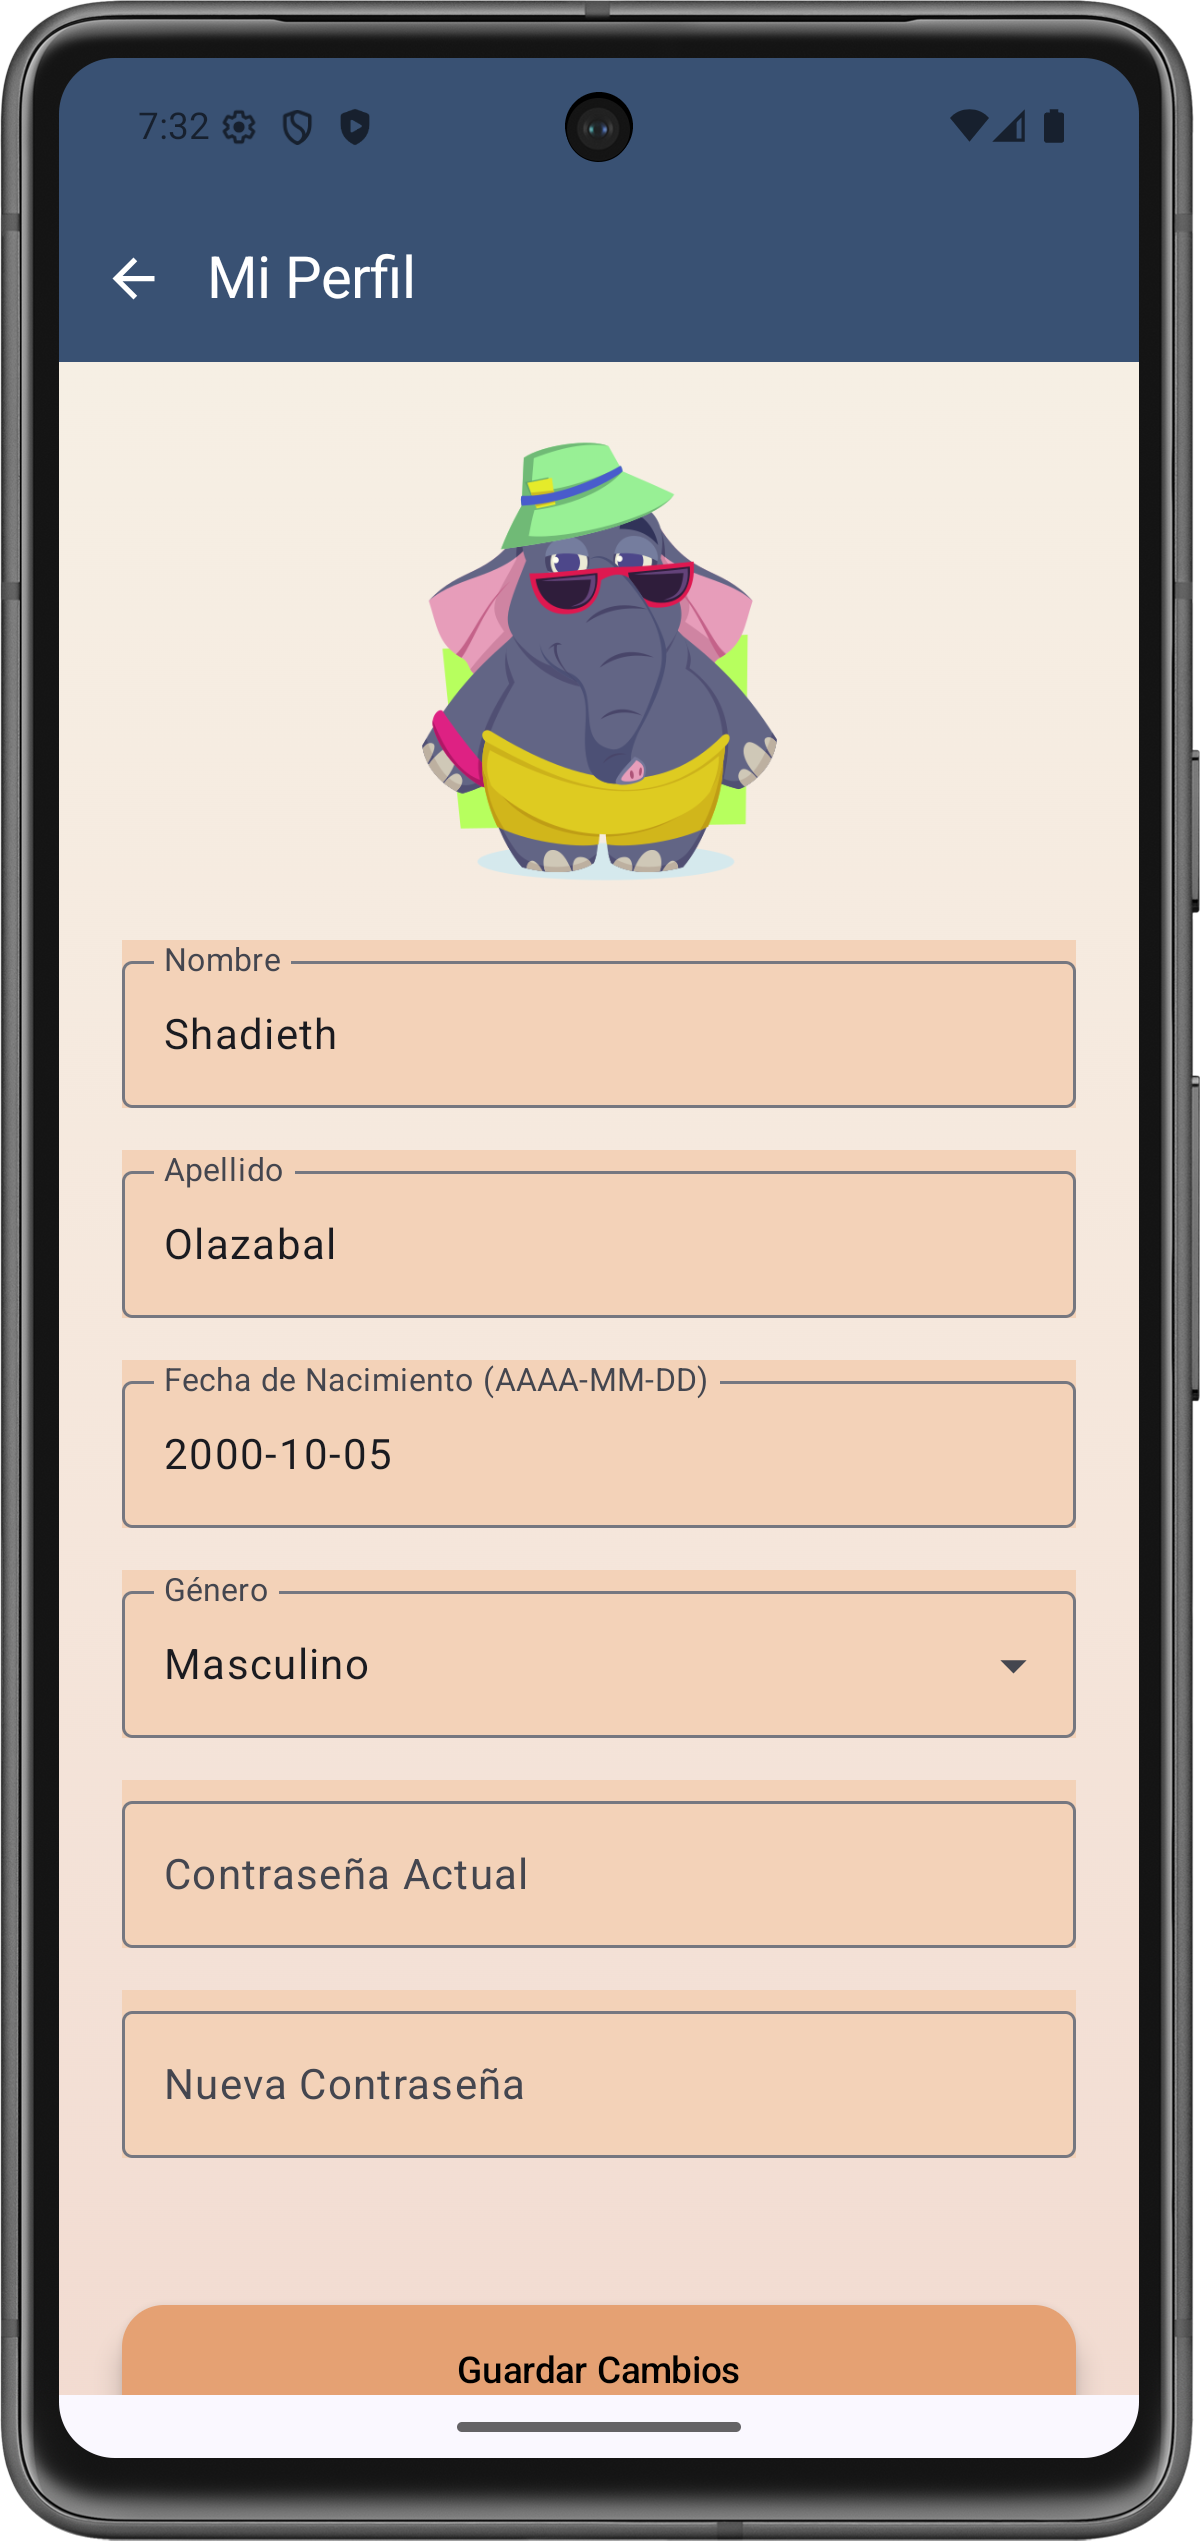 7:32
Mi Perfil
Nombre
Shadieth
Apellido
Olazabal
Fecha de Nacimiento (AAAA-MM-DD)
2000-10-05
Género
Masculino
Contraseña Actual
Nueva Contraseña
Guardar Cambios